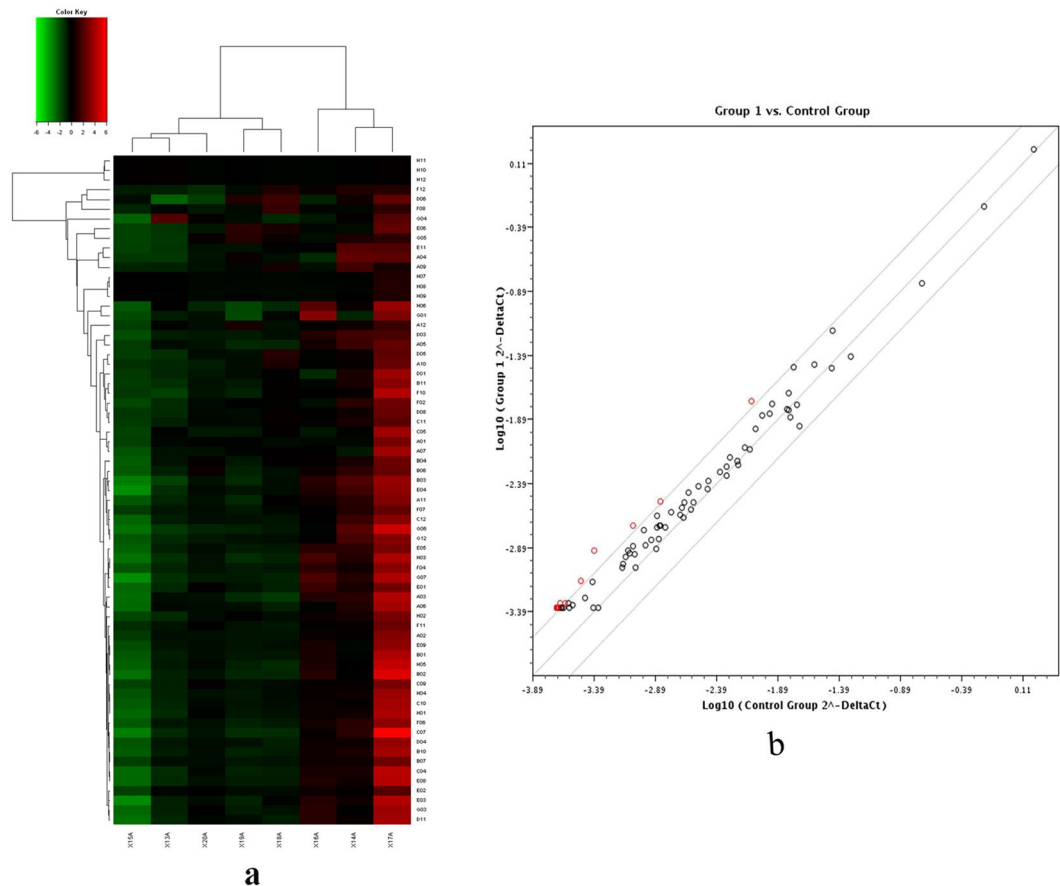 Color Key
-6 -4 -2 0 2 4 6
H11
H10
H12
F12
D06
F08
G04
E06
G05
E11
A04
A09
H07
H08
H09
H06
G01
A12
D03
A05
D05
A10
D01
B11
F10
F02
D08
C11
C05
A01
A07
B04
B06
B03
E04
A11
F07
C12
G06
G12
E05
H03
F04
G07
E01
A03
A06
H02
F11
A02
E09
B01
H05
B02
C09
H04
C10
H01
F06
C07
D04
B10
B07
C04
E08
E02
E03
G03
D11
X15A X13A X20A X19A X18A X16A X14A X17A
a
Group 1 vs. Control Group
Log10 (Group 1 2^-DeltaCt)
0.11
-0.39
-0.89
-1.39
-1.89
-2.39
-2.89
-3.39
-3.89 -3.39 -2.89 -2.39 -1.89 -1.39 -0.89 -0.39 0.11
Log10 (Control Group 2^-DeltaCt)
b